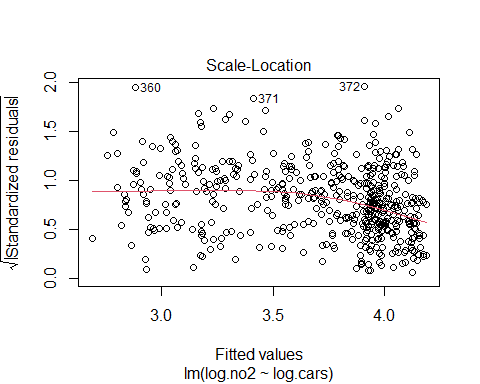 Scale-Location
√|Standardized residuals|
2.0
1.5
1.0
0.5
0.0
360
371
372
3.0 3.5 4.0
Fitted values
lm(log.no2 ~ log.cars)